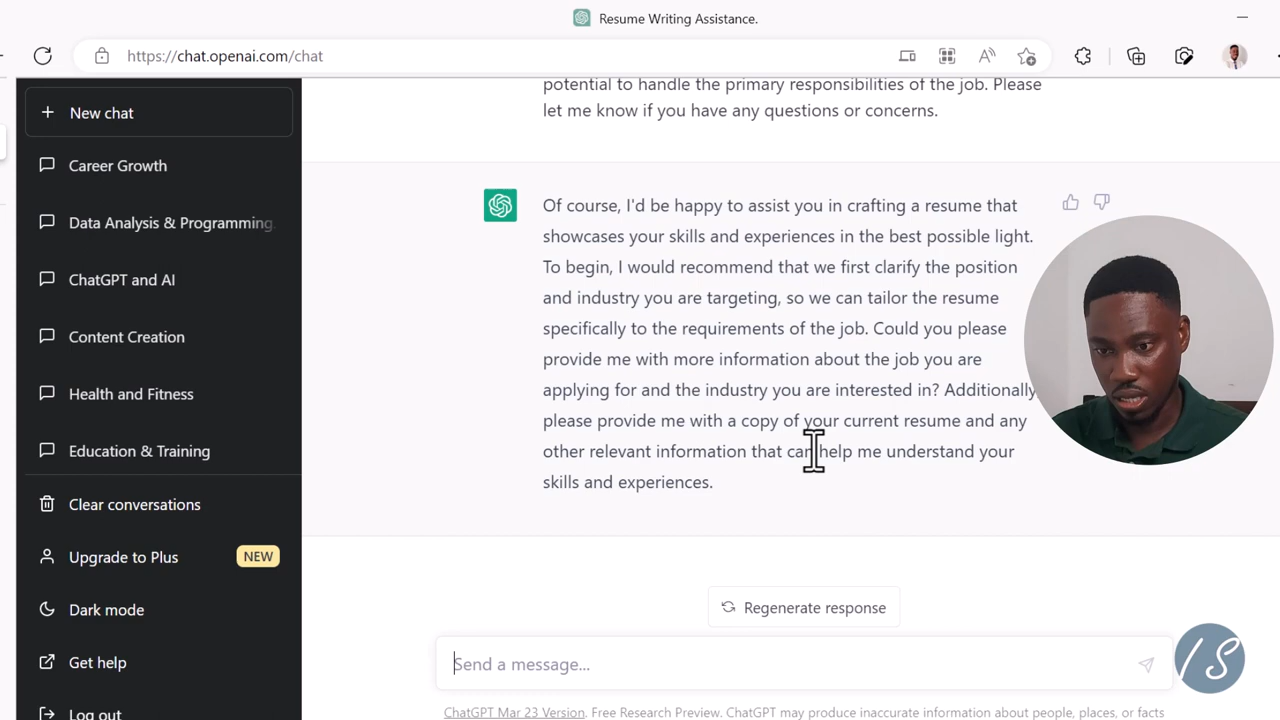 Resume Writing Assistance.
https://chat.openai.com/chat
New chat
Career Growth
Data Analysis & Programming
ChatGPT and AI
Content Creation
Health and Fitness
Education & Training
Clear conversations
Upgrade to Plus NEW
Dark mode
Get help
Log out
potential to handle the primary responsibilities of the job. Please
let me know if you have any questions or concerns.
Of course, I'd be happy to assist you in crafting a resume that
showcases your skills and experiences in the best possible light.
To begin, I would recommend that we first clarify the position
and industry you are targeting, so we can tailor the resume
specifically to the requirements of the job. Could you please
provide me with more information about the job you are
applying for and the industry you are interested in? Additionally,
please provide me with a copy of your current resume and any
other relevant information that can help me understand your
skills and experiences.
Regenerate response
Send a message...
ChatGPT Mar 23 Version. Free Research Preview. ChatGPT may produce inaccurate information about people, places, or facts
IS